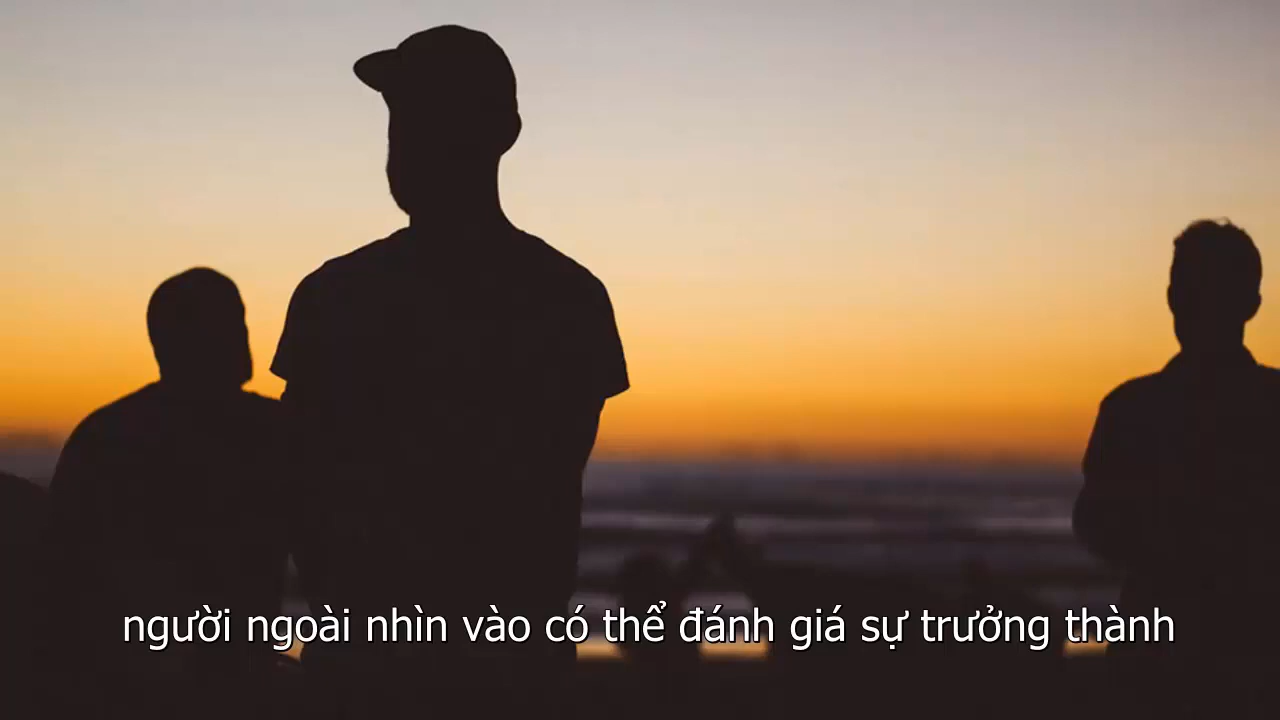 người ngoài nhìn vào có thể đánh giá sự trưởng thành